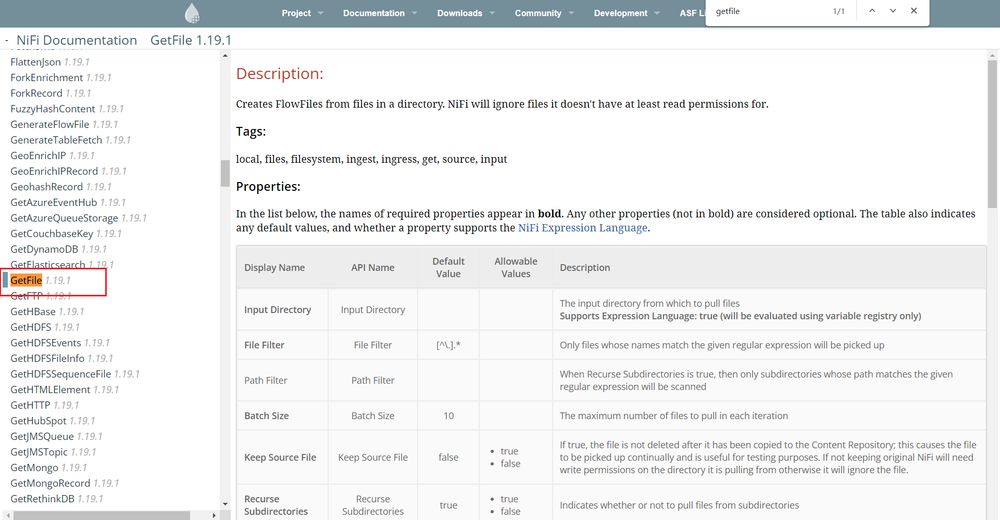 Project
Documentation
Downloads
Community
Development
ASF Li
getfile
1/1
- NiFi Documentation GetFile 1.19.1
FlattenJson 1.19.1
ForkEnrichment 1.19.1
ForkRecord 1.19.1
FuzzyHashContent 1.19.1
GenerateFlowFile 1.19.1
GenerateTableFetch 1.19.1
GeoEnrichIP 1.19.1
GeoEnrichIPRecord 1.19.1
GeohashRecord 1.19.1
GetAzureEventHub 1.19.1
GetAzureQueueStorage 1.19.1
GetCouchbaseKey 1.19.1
GetDynamoDB 1.19.1
GetElasticsearch 1.19.1
GetFile 1.19.1
GetFTP 1.19.1
GetHBase 1.19.1
GetHDFS 1.19.1
GetHDFSEvents 1.19.1
GetHDFSFileInfo 1.19.1
GetHDFSSequenceFile 1.19.1
GetHTMLElement 1.19.1
GetHTTP 1.19.1
GetHubSpot 1.19.1
GetJMSQueue 1.19.1
GetJMSTopic 1.19.1
GetMongo 1.19.1
GetMongoRecord 1.19.1
GetRethinkDB 1.19.1
Description:
Creates FlowFiles from files in a directory. NiFi will ignore files it doesn't have at least read permissions for.
Tags:
local, files, filesystem, ingest, ingress, get, source, input
Properties:
In the list below, the names of required properties appear in bold. Any other properties (not in bold) are considered optional. The table also indicates
any default values, and whether a property supports the NiFi Expression Language.
Display Name
API Name
Default
Value
Allowable
Values
Description
Input Directory
Input Directory
The input directory from which to pull files
Supports Expression Language: true (will be evaluated using variable registry only)
File Filter
File Filter
[^\.].*
Only files whose names match the given regular expression will be picked up
Path Filter
Path Filter
When Recurse Subdirectories is true, then only subdirectories whose path matches the given
regular expression will be scanned
Batch Size
Batch Size
10
The maximum number of files to pull in each iteration
Keep Source File
Keep Source File
false
• true
• false
If true, the file is not deleted after it has been copied to the Content Repository; this causes the file
to be picked up continually and is useful for testing purposes. If not keeping original NiFi will need
write permissions on the directory it is pulling from otherwise it will ignore the file.
Recurse
Subdirectories
Recurse
Subdirectories
true
• true
• false
Indicates whether or not to pull files from subdirectories